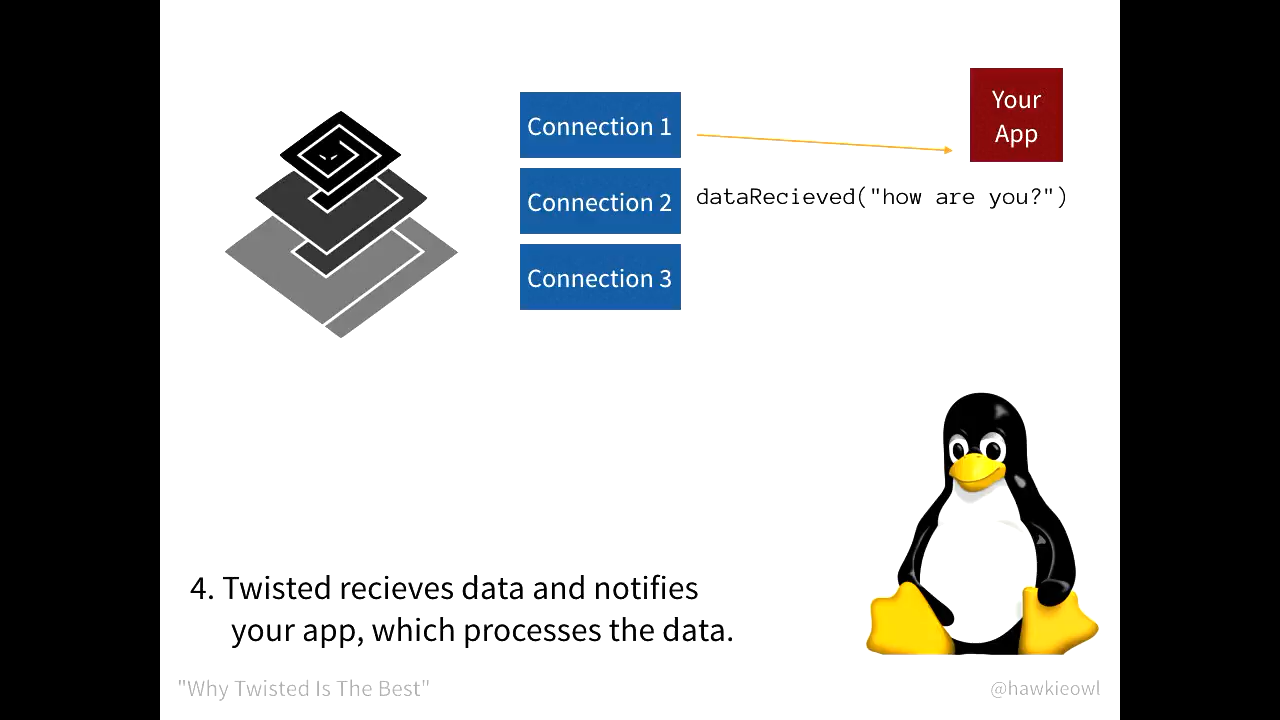 Connection 1
Your
App
Connection 2
dataRecieved("how are you?")
Connection 3
4. Twisted recieves data and notifies
your app, which processes the data.
"Why Twisted Is The Best"
@hawkieowl